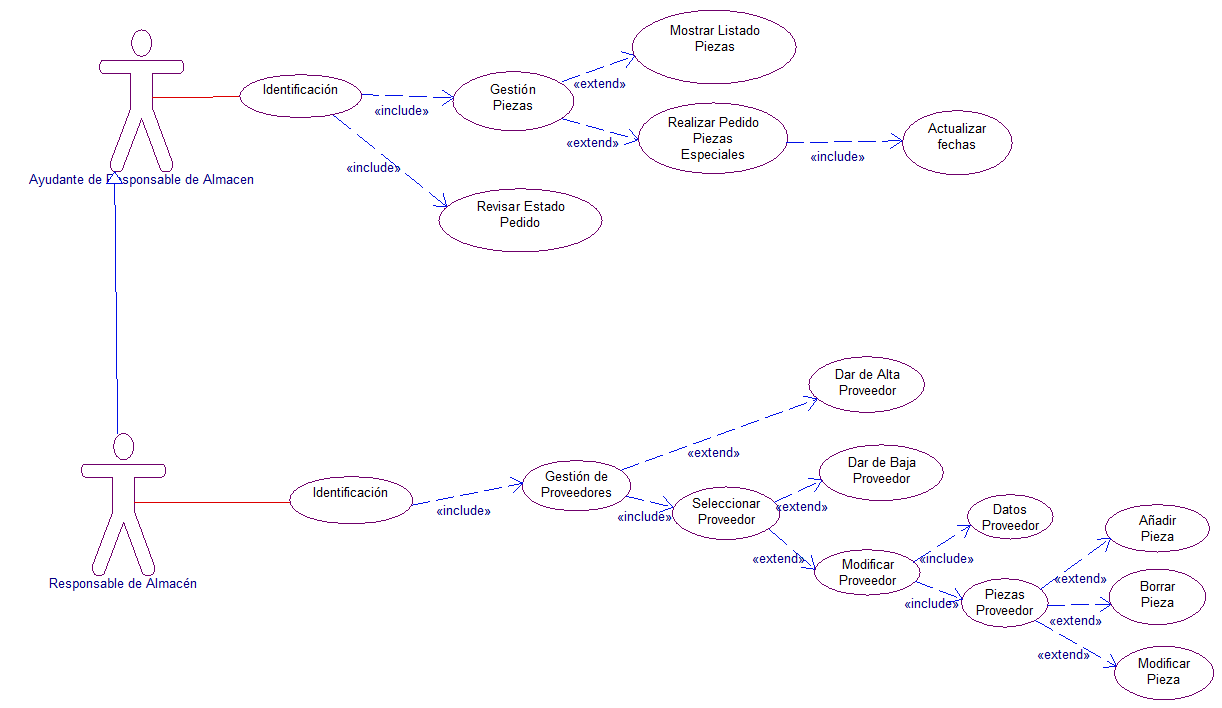 Mostrar Listado
Piezas
Identificación
Gestión
Piezas
«extend»
«include»
Realizar Pedido
Piezas
Especiales
Actualizar
fechas
«extend»
«include»
«include»
Ayudante de Responsable de Almacen
Revisar Estado
Pedido
Dar de Alta
Proveedor
«extend»
Dar de Baja
Proveedor
Identificación
Gestión de
Proveedores
«include»
«include»
Seleccionar
Proveedor
«extend»
Datos
Proveedor
Añadir
Pieza
«extend»
Modificar
Proveedor
«include»
Responsable de Almacén
«extend»
Borrar
Pieza
«include»
Piezas
Proveedor
«extend»
«extend»
Modificar
Pieza